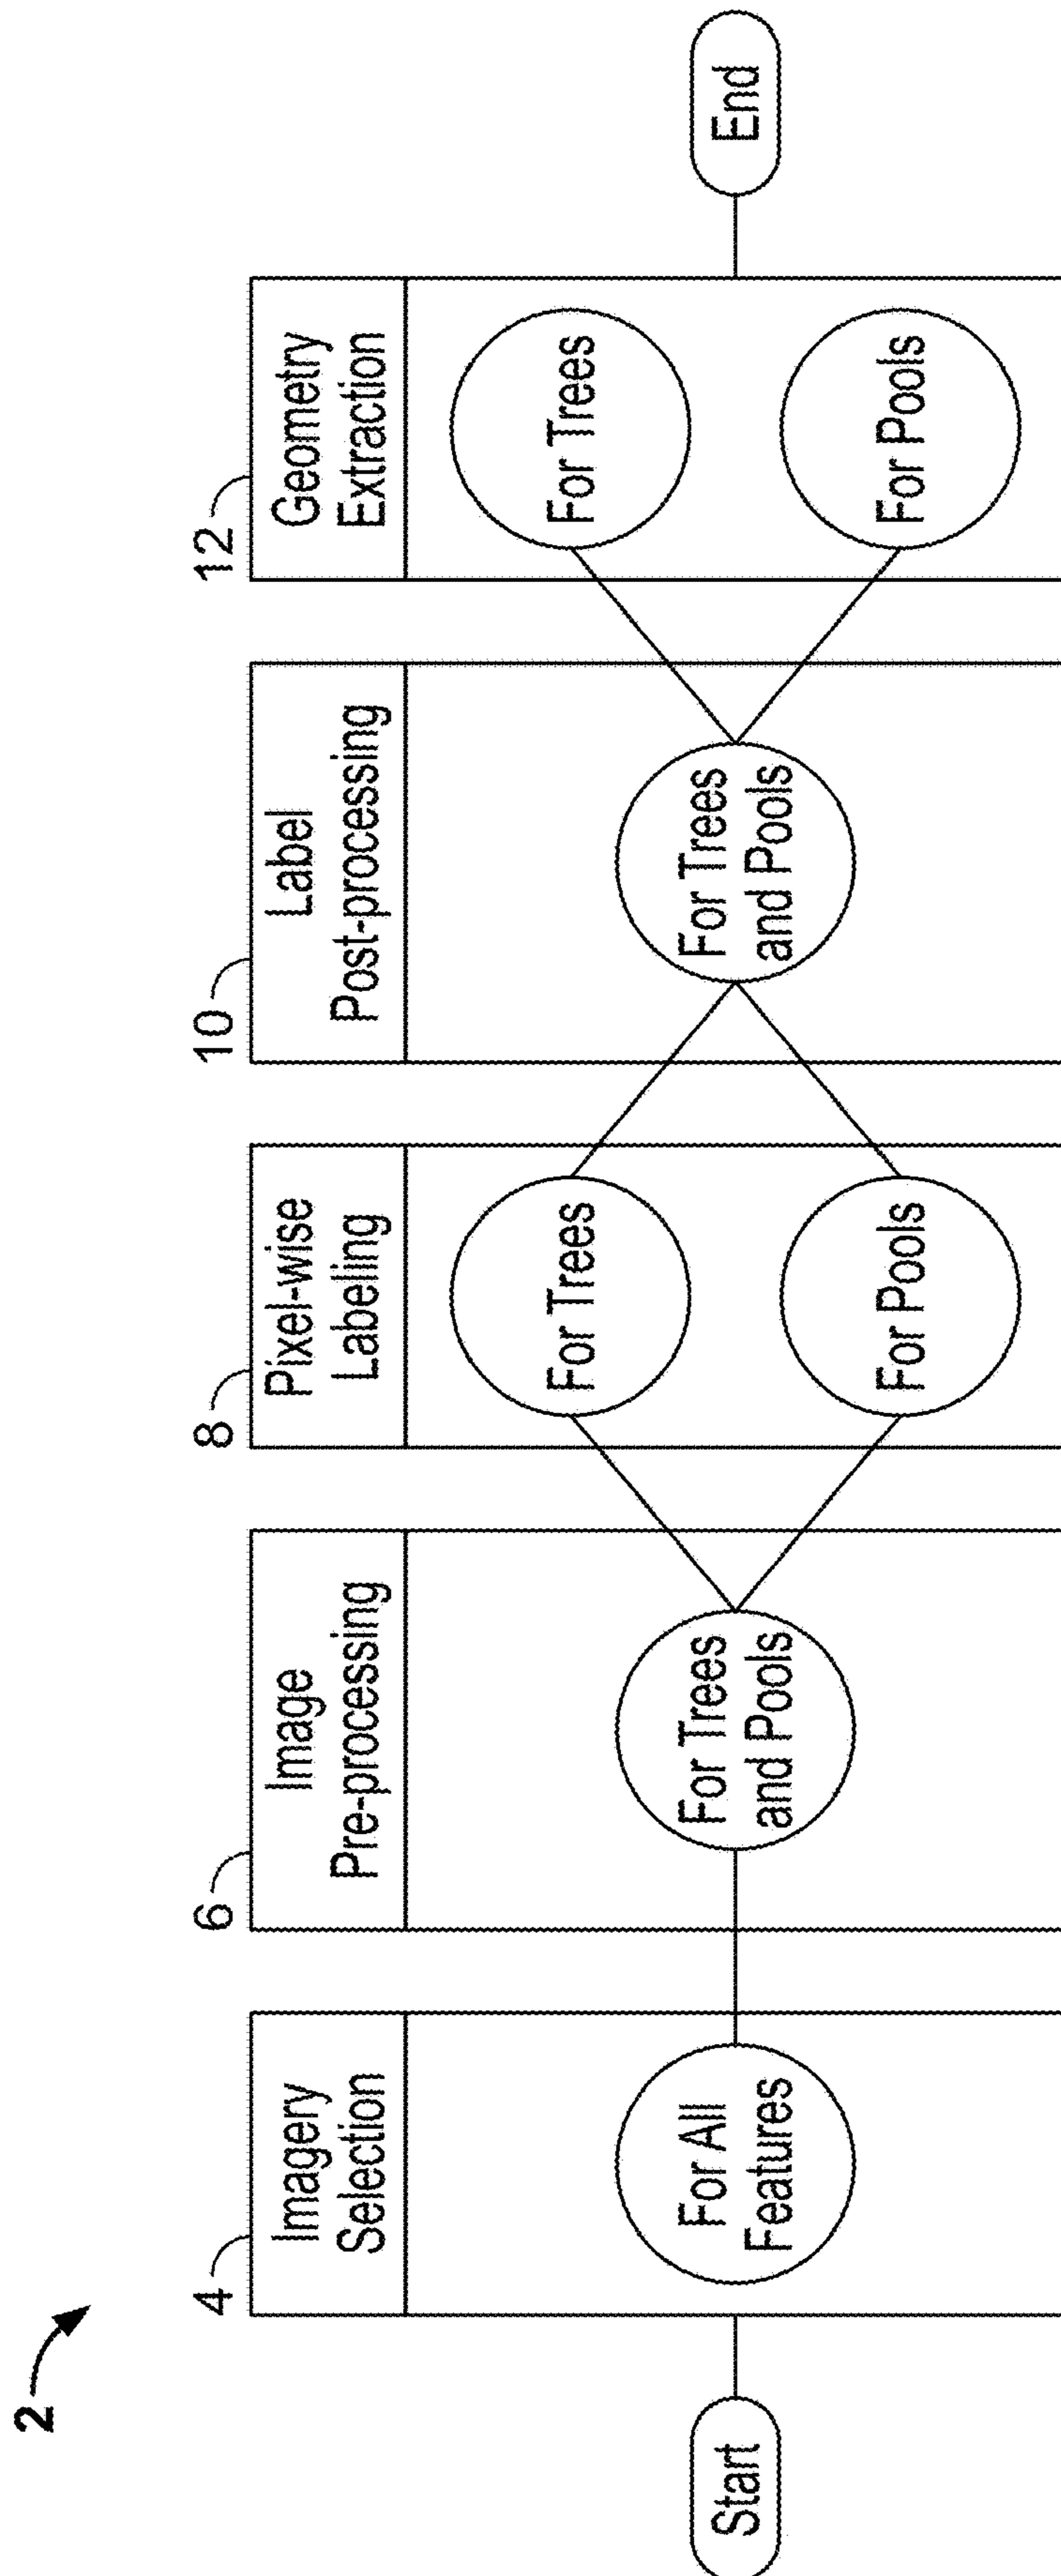 2
Start
4
Imagery
Selection
For All
Features
6
Image
Pre-processing
For Trees
and Pools
8
Pixel-wise
Labeling
For Trees
For Pools
10
Label
Post-processing
For Trees
and Pools
12
Geometry
Extraction
For Trees
For Pools
End